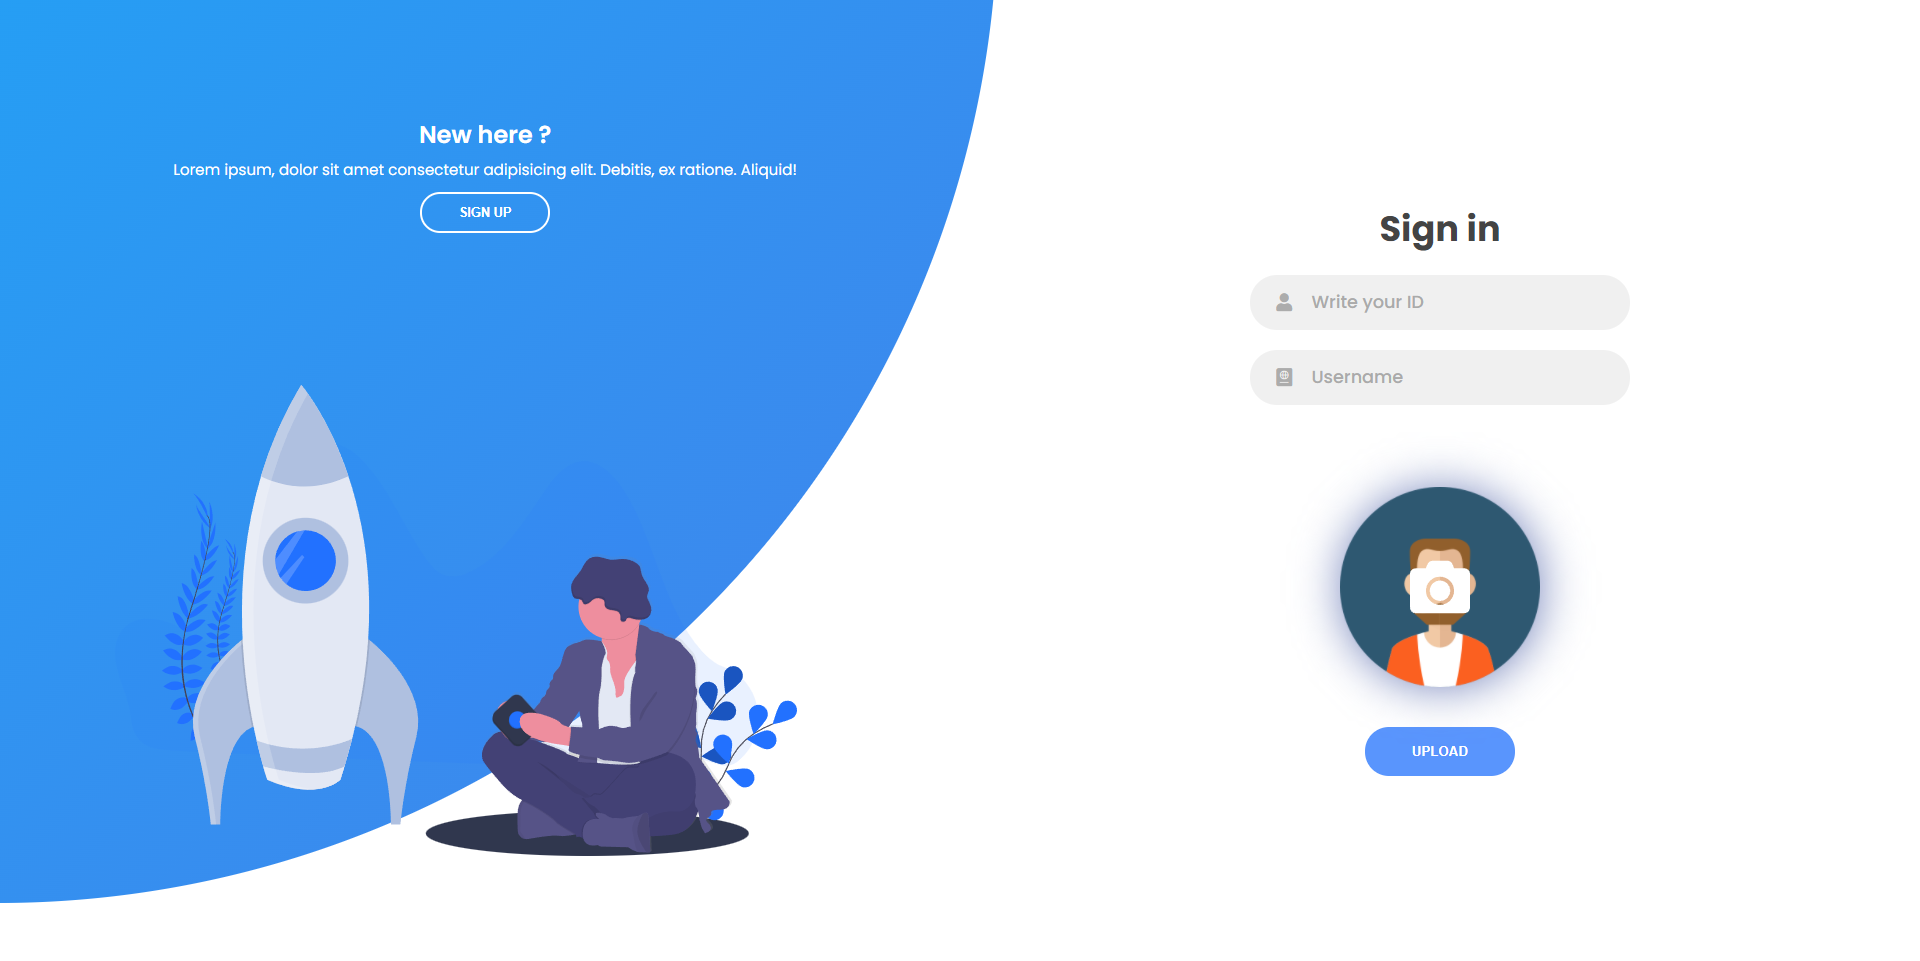 New here ?
Lorem ipsum, dolor sit amet consectetur adipisicing elit. Debitis, ex ratione. Aliquid!
SIGN UP
Sign in
Write your ID
Username
UPLOAD